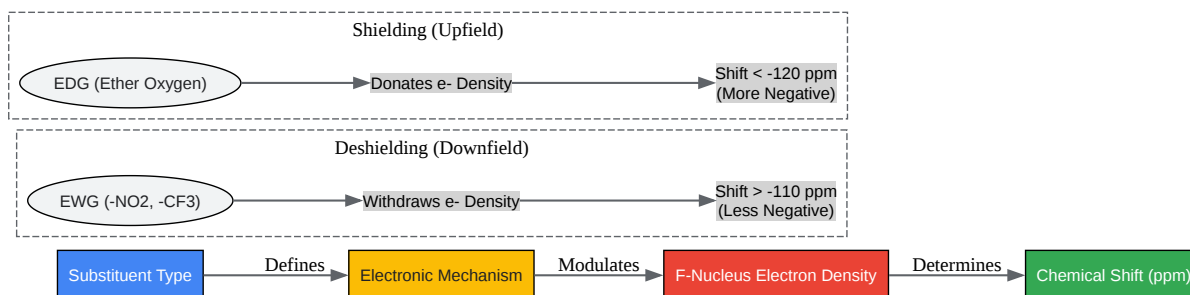 Shielding (Upfield)
EDG (Ether Oxygen)
Donates e- Density
Shift < -120 ppm
(More Negative)
Deshielding (Downfield)
EWG (-NO2, -CF3)
Withdraws e- Density
Shift > -110 ppm
(Less Negative)
Substituent Type
Defines
Electronic Mechanism
Modulates
F-Nucleus Electron Density
Determines
Chemical Shift (ppm)